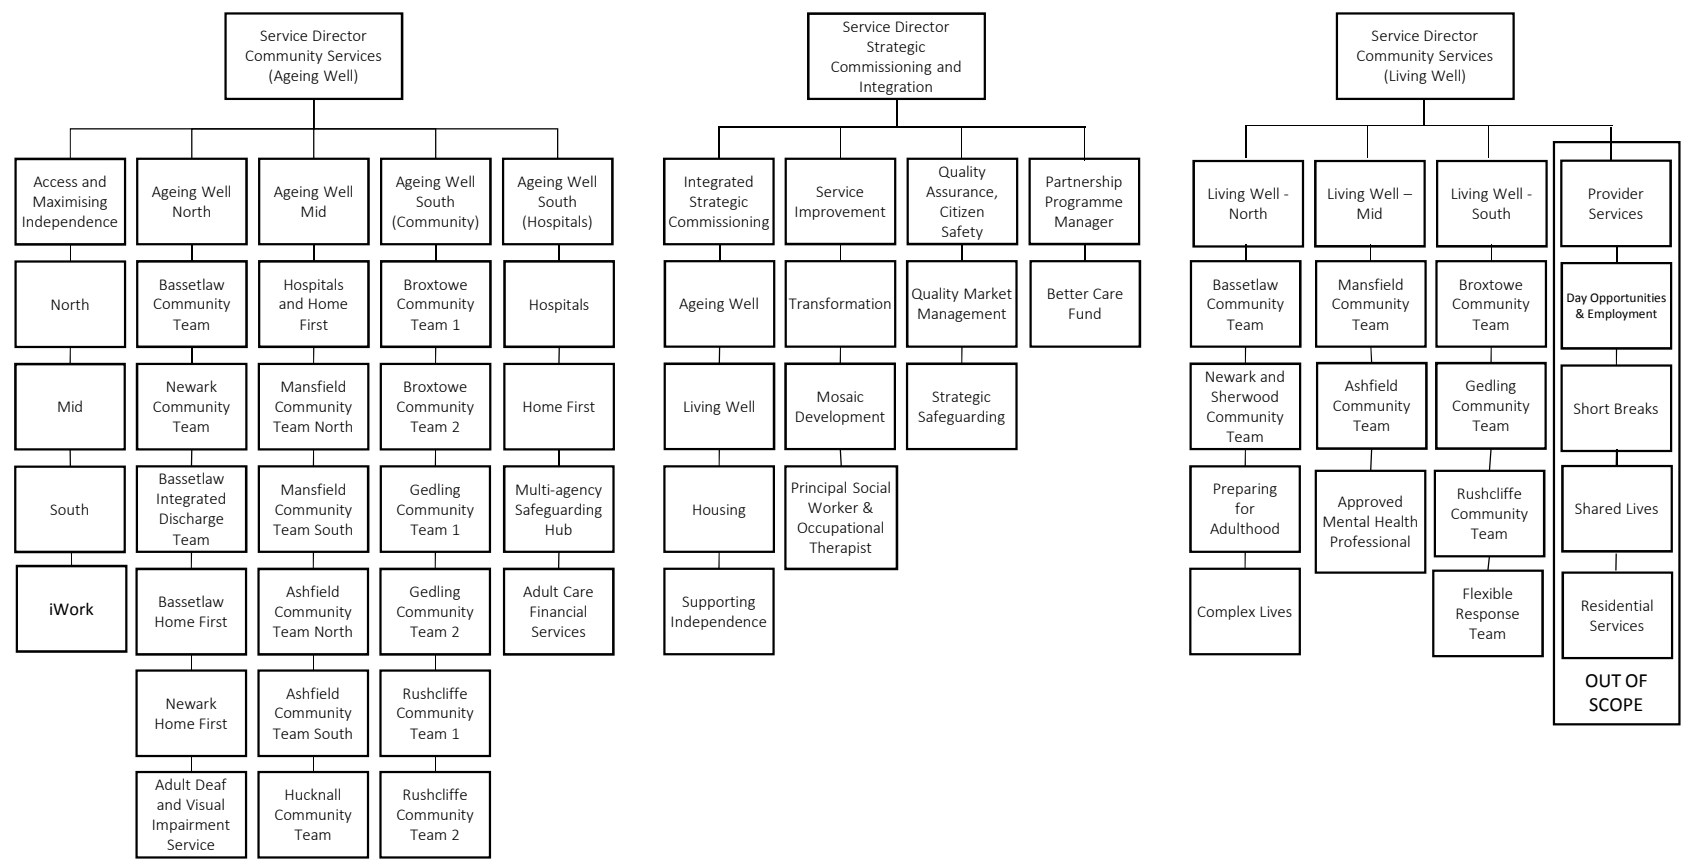 Service Director
Community Services
(Ageing Well)
Access and
Maximising
Independence
North
Mid
South
iWork
Ageing Well
North
Bassetlaw
Community
Team
Newark
Community
Team
Bassetlaw
Integrated
Discharge
Team
Bassetlaw
Home First
Newark
Home First
Adult Deaf
and Visual
Impairment
Service
Ageing Well
Mid
Hospitals
and Home
First
Mansfield
Community
Team North
Mansfield
Community
Team South
Ashfield
Community
Team North
Ashfield
Community
Team South
Hucknall
Community
Team
Ageing Well
South
(Community)
Broxtowe
Community
Team 1
Broxtowe
Community
Team 2
Gedling
Community
Team 1
Gedling
Community
Team 2
Rushcliffe
Community
Team 1
Rushcliffe
Community
Team 2
Ageing Well
South
(Hospitals)
Hospitals
Home First
Multi-agency
Safeguarding
Hub
Adult Care
Financial
Services
Service Director
Strategic
Commissioning and
Integration
Integrated
Strategic
Commissioning
Ageing Well
Living Well
Housing
Supporting
Independence
Service
Improvement
Transformation
Mosaic
Development
Principal Social
Worker &
Occupational
Therapist
Quality
Assurance,
Citizen
Safety
Quality Market
Management
Strategic
Safeguarding
Partnership
Programme
Manager
Better Care
Fund
Service Director
Community Services
(Living Well)
Living Well -
North
Bassetlaw
Community
Team
Newark and
Sherwood
Community
Team
Preparing
for
Adulthood
Complex Lives
Living Well –
Mid
Mansfield
Community
Team
Ashfield
Community
Team
Approved
Mental Health
Professional
Living Well -
South
Broxtowe
Community
Team
Gedling
Community
Team
Rushcliffe
Community
Team
Flexible
Response
Team
Provider
Services
Day Opportunities
& Employment
Short Breaks
Shared Lives
Residential
Services
OUT OF
SCOPE